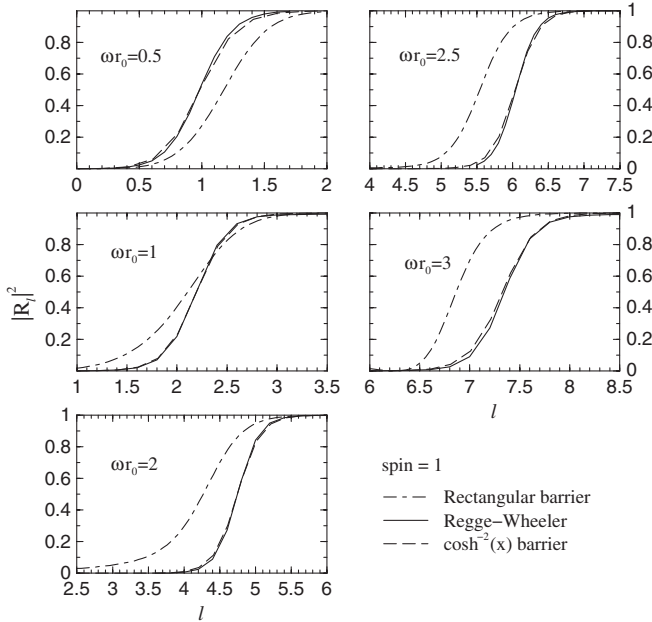 ωr0=0.5
0.8
0.6
0.4
0.2
0 0.5 1 1.5 2
ωr0=2.5
1
0.8
0.6
0.4
0.2
4 4.5 5 5.5 6 6.5 7 7.5
|Rl|²
ωr0=1
0.8
0.6
0.4
0.2
1 1.5 2 2.5 3 3.5
ωr0=3
1
0.8
0.6
0.4
0.2
6 6.5 7 7.5 8 8.5
l
ωr0=2
1
0.8
0.6
0.4
0.2
0
2.5 3 3.5 4 4.5 5 5.5 6
l
spin = 1
Rectangular barrier
Regge−Wheeler
cosh⁻²(x) barrier